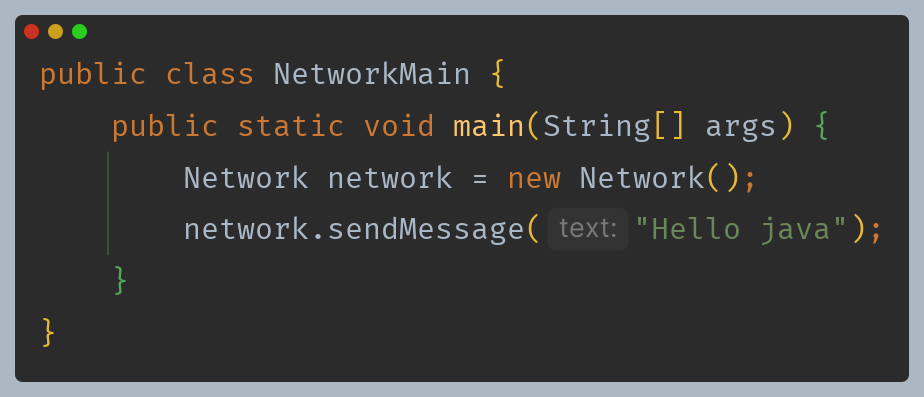 public class NetworkMain {
    public static void main(String[] args) {
        Network network = new Network();
        network.sendMessage( text: "Hello java");
    }
}